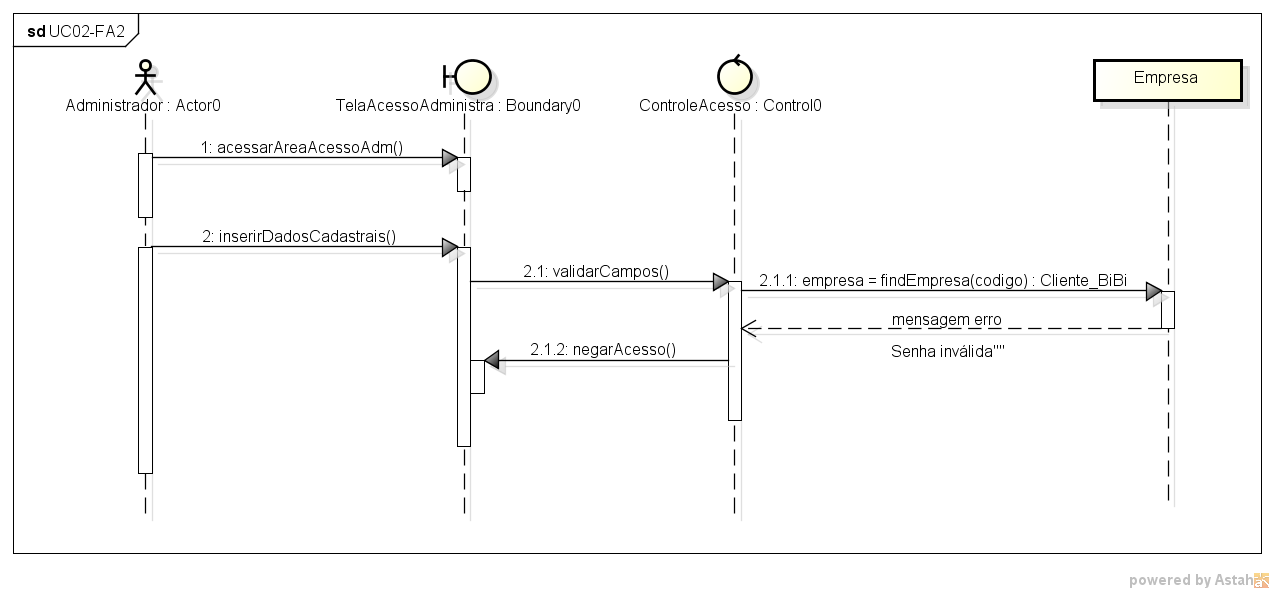 sd UC02-FA2
Empresa
Administrador : Actor0
TelaAcessoAdministra : Boundary0
ControleAcesso : Control0
1: acessarAreaAcessoAdm()
2: inserirDadosCadastrais()
2.1: validarCampos()
2.1.1: empresa = findEmpresa(codigo) : Cliente_BiBi
mensagem erro
2.1.2: negarAcesso()
Senha inválida""
powered by Astah